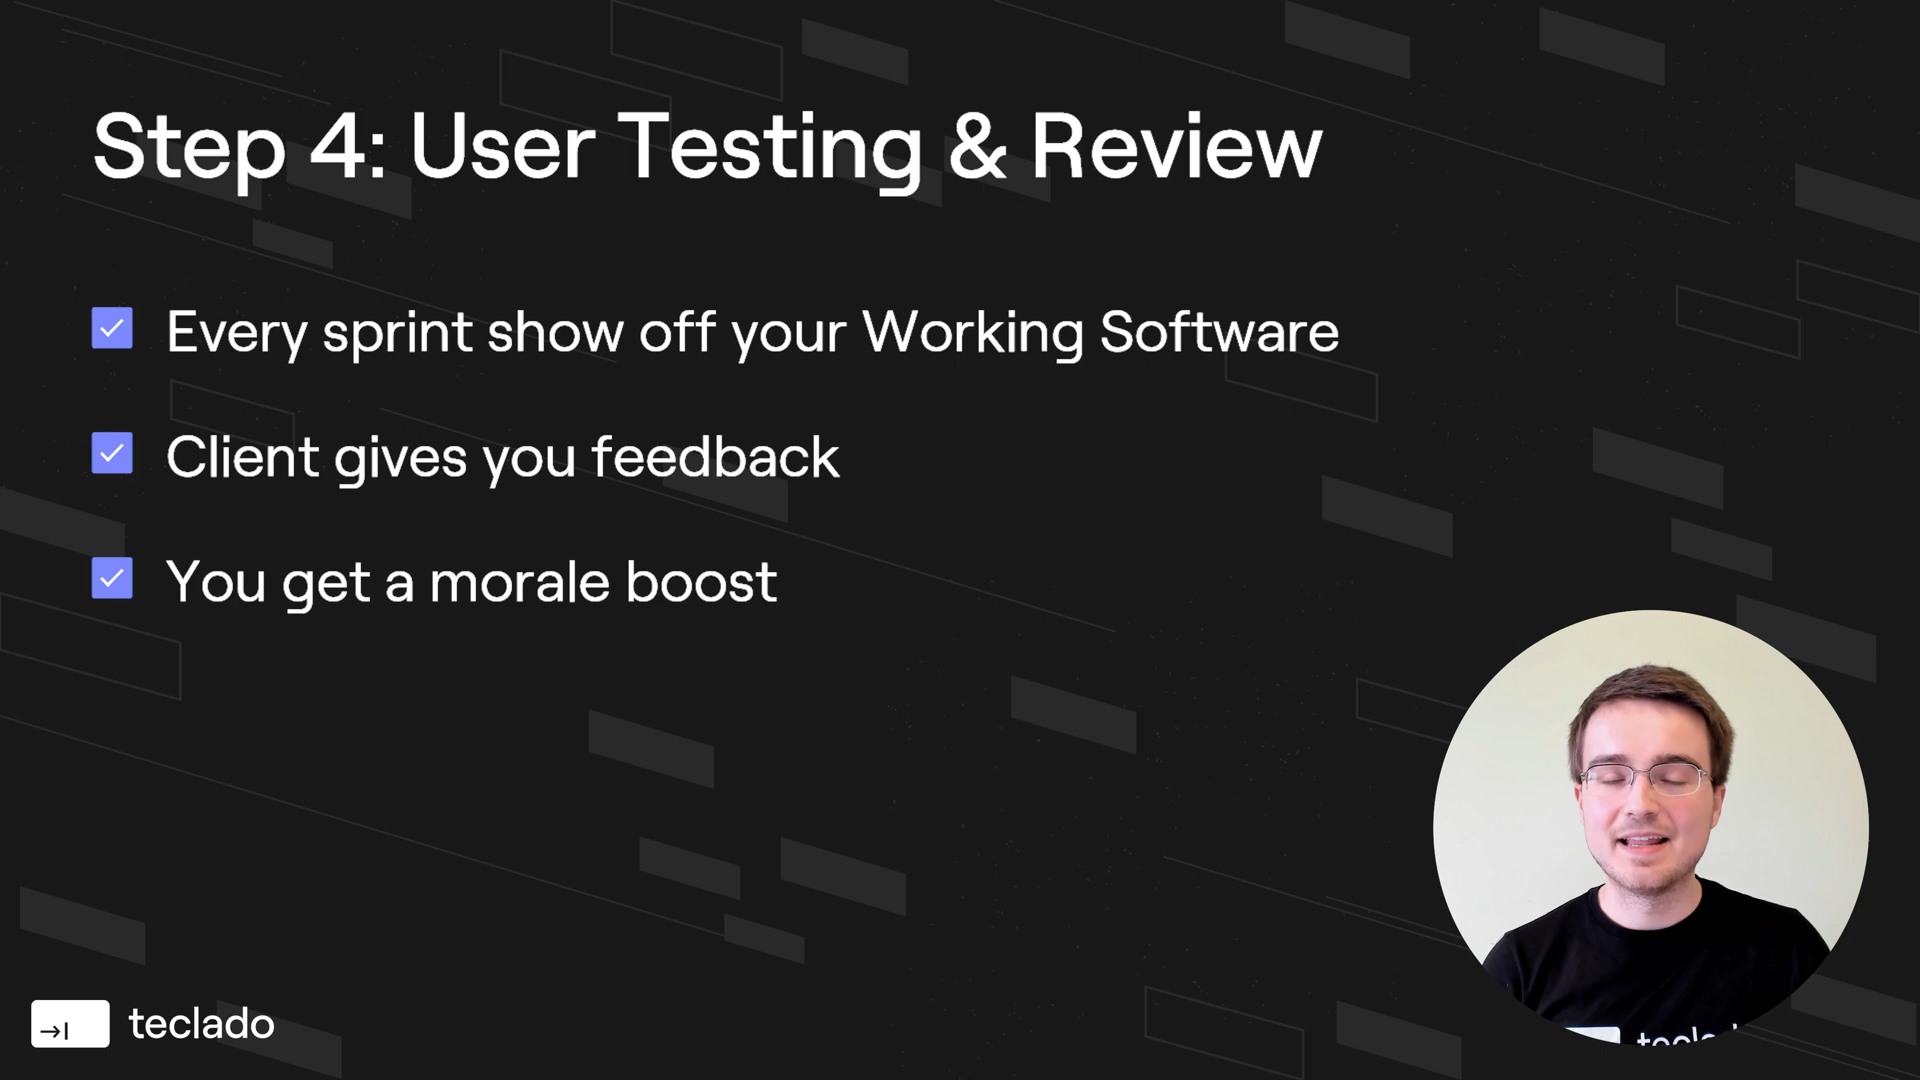 Step 4: User Testing & Review
Every sprint show off your Working Software
Client gives you feedback
You get a morale boost
teclado